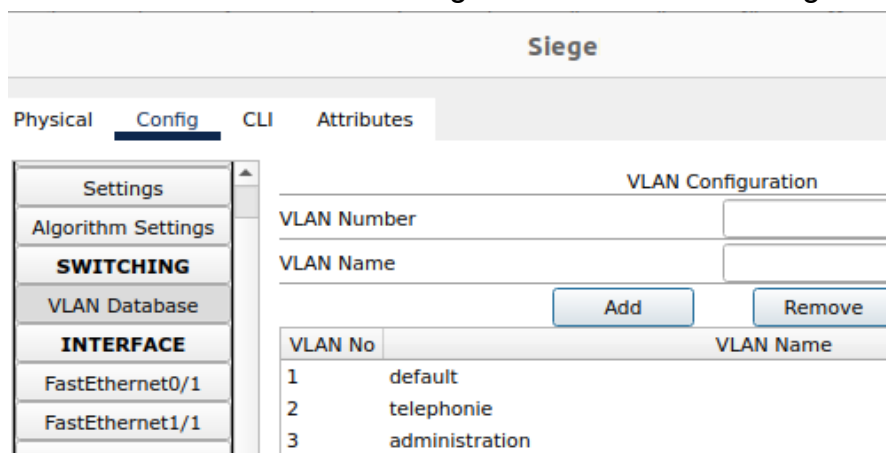 Siege
Physical Config CLI Attributes
Settings
Algorithm Settings
SWITCHING
VLAN Database
INTERFACE
FastEthernet0/1
FastEthernet1/1
VLAN Configuration
VLAN Number
VLAN Name
Add Remove
VLAN No VLAN Name
1 default
2 telephonie
3 administration